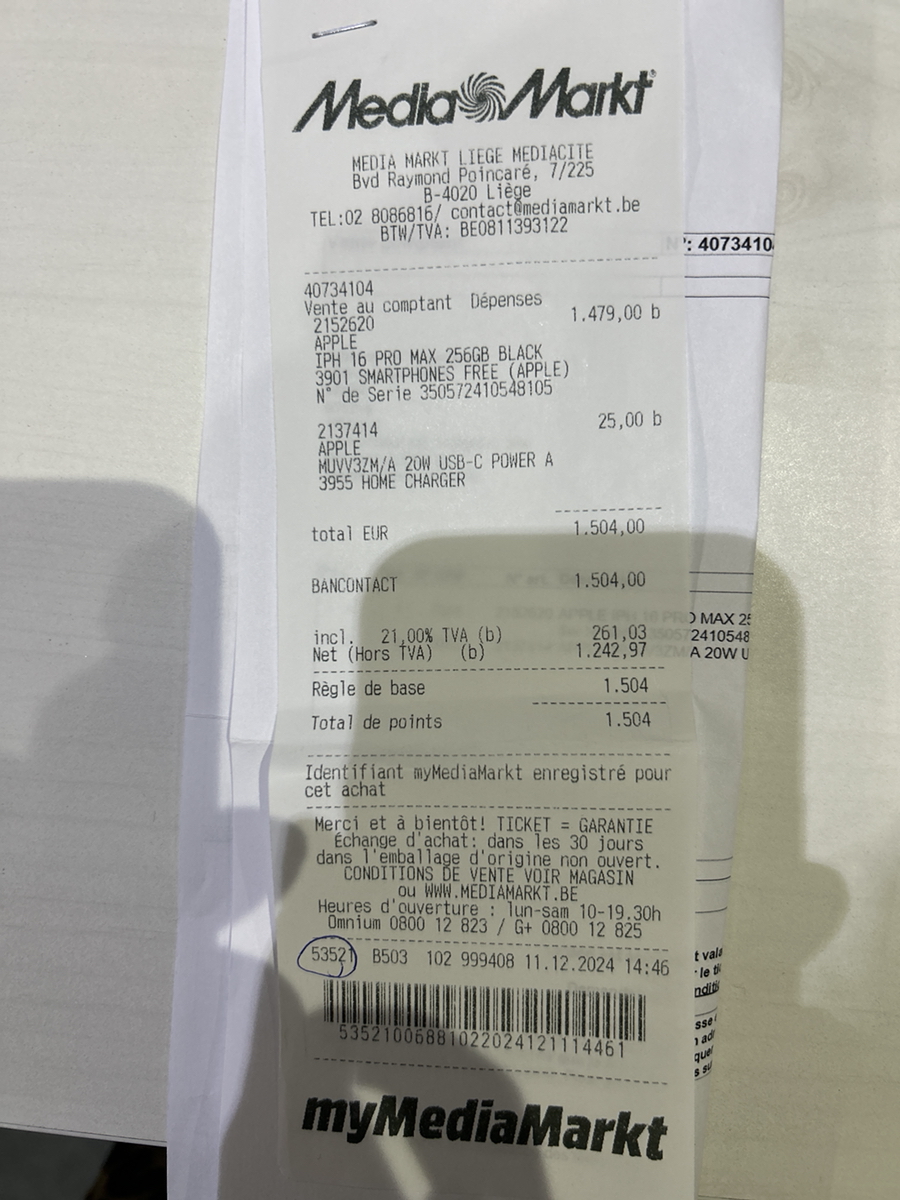 Media Markt
MEDIA MARKT LIEGE MEDIACITE
Bvd Raymond Poincaré, 7/225
B-4020 Liège
TEL:02 8086816/ contact@mediamarkt.be
BTW/TVA: BE0811393122
N°: 4073410
40734104
Vente au comptant Dépenses
2152620 1.479,00 b
APPLE
IPH 16 PRO MAX 256GB BLACK
3901 SMARTPHONES FREE (APPLE)
N° de Serie 350572410548105
2137414 25,00 b
APPLE
MUVV3ZM/A 20W USB-C POWER A
3955 HOME CHARGER
total EUR 1.504,00
BANCONTACT 1.504,00
incl. 21,00% TVA (b) 261,03
Net (Hors TVA) (b) 1.242,97
Règle de base 1.504
Total de points 1.504
Identifiant myMediaMarkt enregistré pour
cet achat
Merci et à bientôt! TICKET = GARANTIE
Échange d'achat: dans les 30 jours
dans l'emballage d'origine non ouvert.
CONDITIONS DE VENTE VOIR MAGASIN
ou WWW.MEDIAMARKT.BE
Heures d'ouverture : lun-sam 10-19.30h
Omnium 0800 12 823 / G+ 0800 12 825
53521 B503 102 999408 11.12.2024 14:46
53521006881022024121114461
myMediaMarkt
O MAX 25
2410548
A 20W U